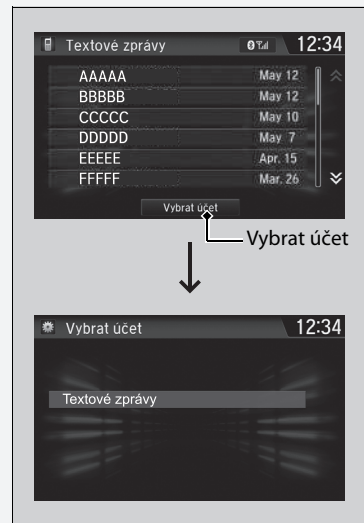 Textové zprávy 12:34
AAAAA May 12
BBBBB May 12
CCCCC May 10
DDDDD May 7
EEEEE Apr. 15
FFFFF Mar. 26
Vybrat účet
Vybrat účet
Vybrat účet 12:34
Textové zprávy